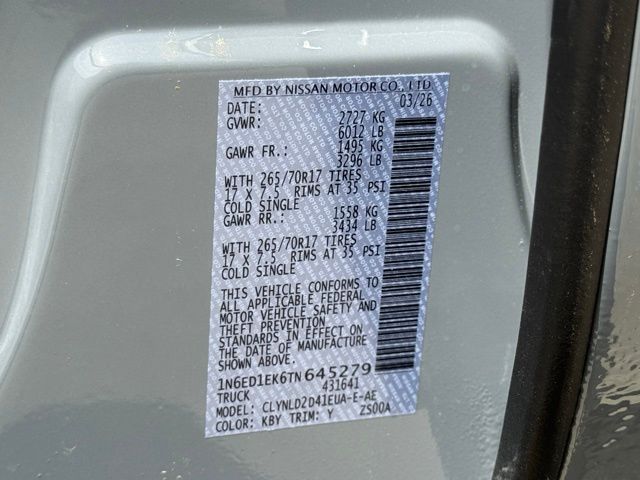 MFD BY NISSAN MOTOR CO., LTD.
DATE: 03/26
GVWR: 2727 KG
6012 LB
GAWR FR.: 1495 KG
3296 LB
WITH 265/70R17 TIRES
17 X 7.5 RIMS AT 35 PSI
COLD SINGLE
GAWR RR.: 1558 KG
3434 LB
WITH 265/70R17 TIRES
17 X 7.5 RIMS AT 35 PSI
COLD SINGLE
THIS VEHICLE CONFORMS TO
ALL APPLICABLE FEDERAL
MOTOR VEHICLE SAFETY AND
THEFT PREVENTION
STANDARDS IN EFFECT ON
THE DATE OF MANUFACTURE
SHOWN ABOVE.
1N6ED1EK6TN645279
TRUCK 431641
MODEL: CLYNLD2D41EUA-E-AE
COLOR: KBY TRIM: Y ZS00A